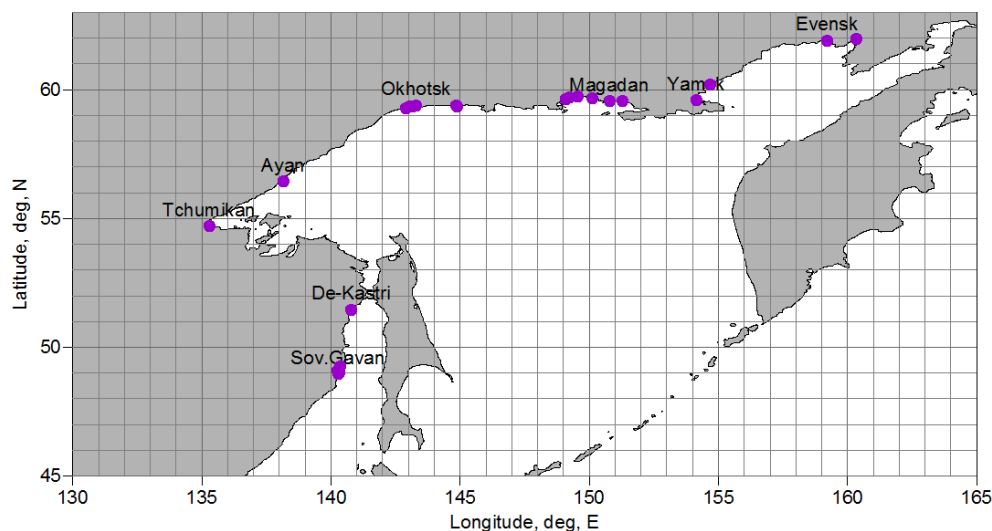 Evensk
60
Okhotsk
Magadan
Yamsk
Ayan
55
Tchumikan
De-Kastri
50
Sov.Gavan
45
130 135 140 145 150 155 160 165
Latitude, deg, N
Longitude, deg, E